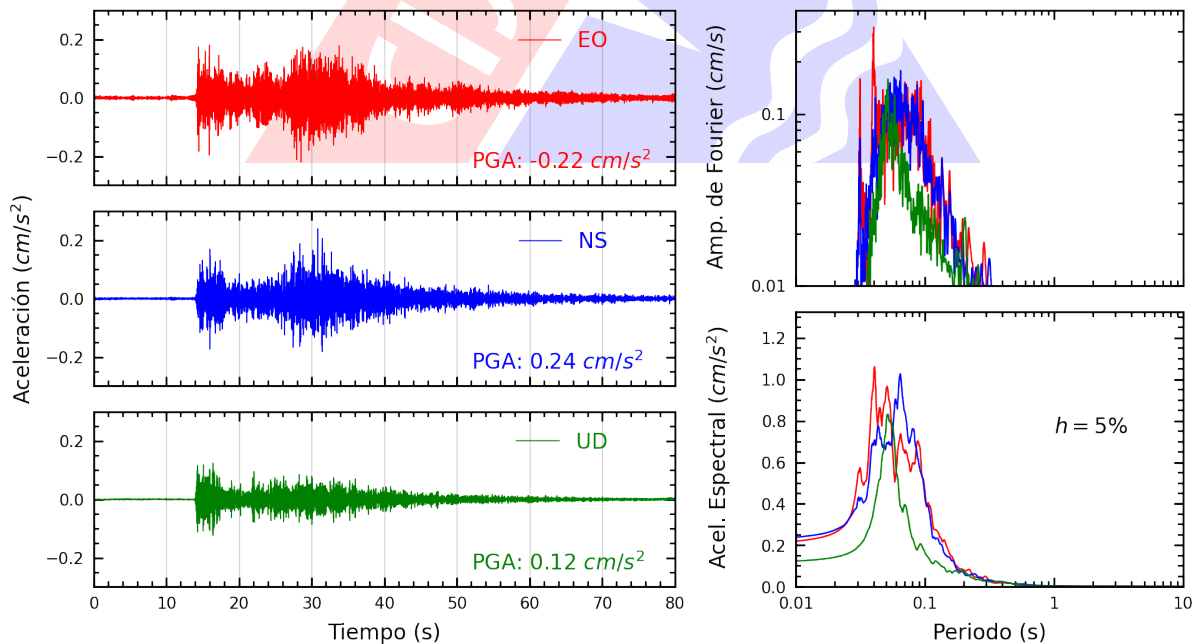 Aceleración (cm/s²)
0.2
0.0
−0.2
EO
PGA: -0.22 cm/s²
0.2
0.0
−0.2
NS
PGA: 0.24 cm/s²
0.2
0.0
−0.2
UD
PGA: 0.12 cm/s²
0 10 20 30 40 50 60 70 80
Tiempo (s)
Amp. de Fourier (cm/s)
0.1
0.01
Acel. Espectral (cm/s²)
1.2
1.0
0.8
0.6
0.4
0.2
0.0
h = 5%
0.01 0.1 1 10
Periodo (s)